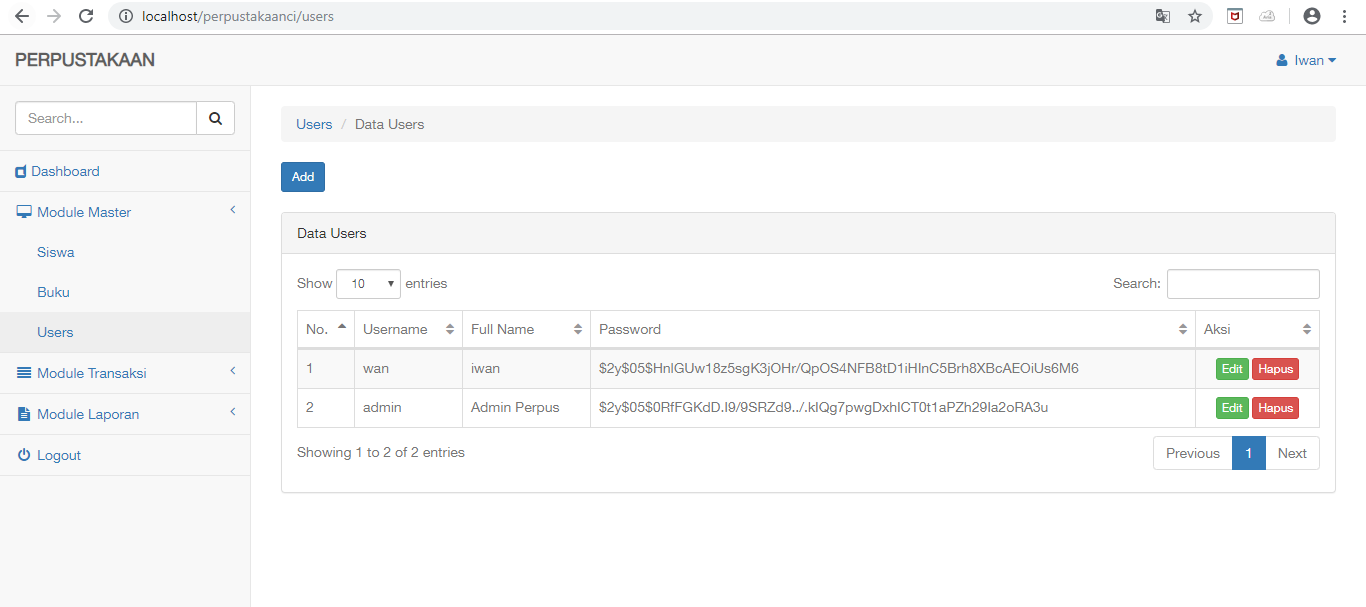 localhost/perpustakaanci/users
PERPUSTAKAAN
Iwan
Search...
Dashboard
Module Master
Siswa
Buku
Users
Module Transaksi
Module Laporan
Logout
Users / Data Users
Add
Data Users
Show 10 entries
Search:
No. Username Full Name Password Aksi
1 wan iwan $2y$05$HnlGUw18z5sgK3jOHr/QpOS4NFB8tD1iHInC5Brh8XBcAEOiUs6M6 Edit Hapus
2 admin Admin Perpus $2y$05$0RfFGKdD.I9/9SRZd9../.kIQg7pwgDxhICT0t1aPZh29Ia2oRA3u Edit Hapus
Showing 1 to 2 of 2 entries
Previous 1 Next